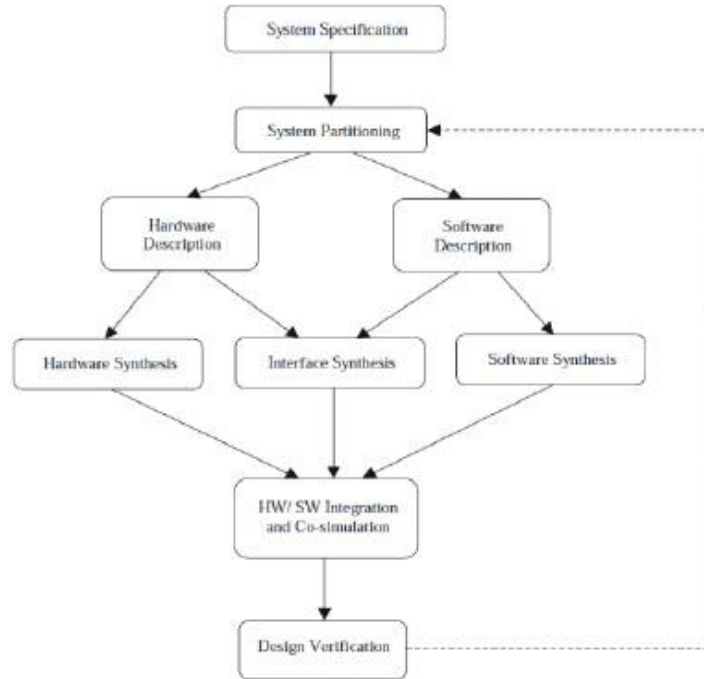 System Specification
System Partitioning
Hardware
Description
Software
Description
Hardware Synthesis
Interface Synthesis
Software Synthesis
HW/ SW Integration
and Co-simulation
Design Verification